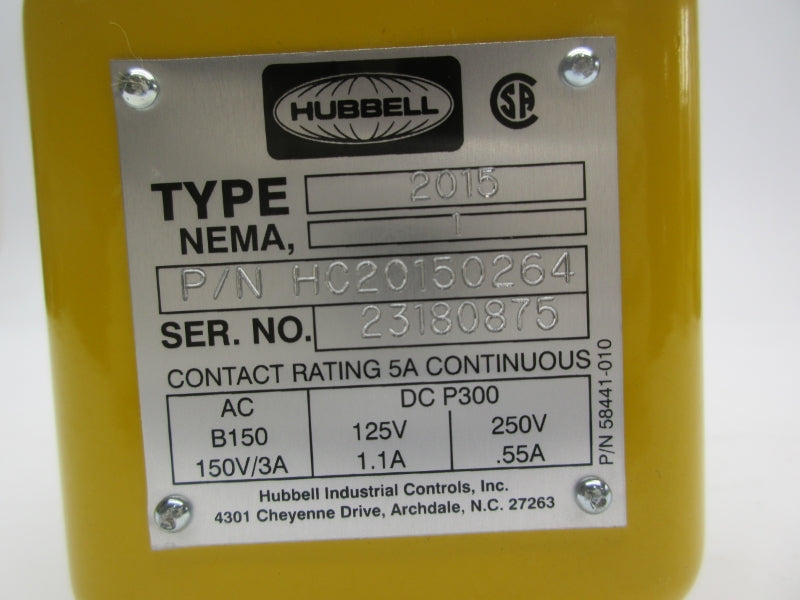 HUBBELL
SA
TYPE 2015
NEMA, 1
P/N HC20150264
SER. NO. 23180875
CONTACT RATING 5A CONTINUOUS
AC DC P300
B150 125V 250V
150V/3A 1.1A .55A
P/N 58441-010
Hubbell Industrial Controls, Inc.
4301 Cheyenne Drive, Archdale, N.C. 27263